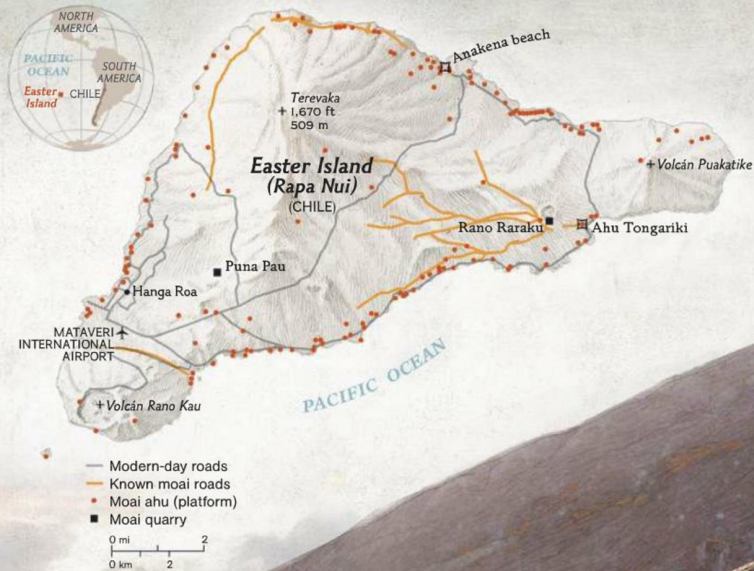 NORTH
AMERICA
PACIFIC
OCEAN
SOUTH
AMERICA
Easter
Island
CHILE
Anakena beach
Terevaka
1,670 ft
509 m
Easter Island
(Rapa Nui)
(CHILE)
Volcán Puakatike
Rano Raraku
Ahu Tongariki
Puna Pau
Hanga Roa
MATAVERI
INTERNATIONAL
AIRPORT
PACIFIC OCEAN
Volcán Rano Kau
Modern-day roads
Known moai roads
Moai ahu (platform)
Moai quarry
0 mi 2
0 km 2